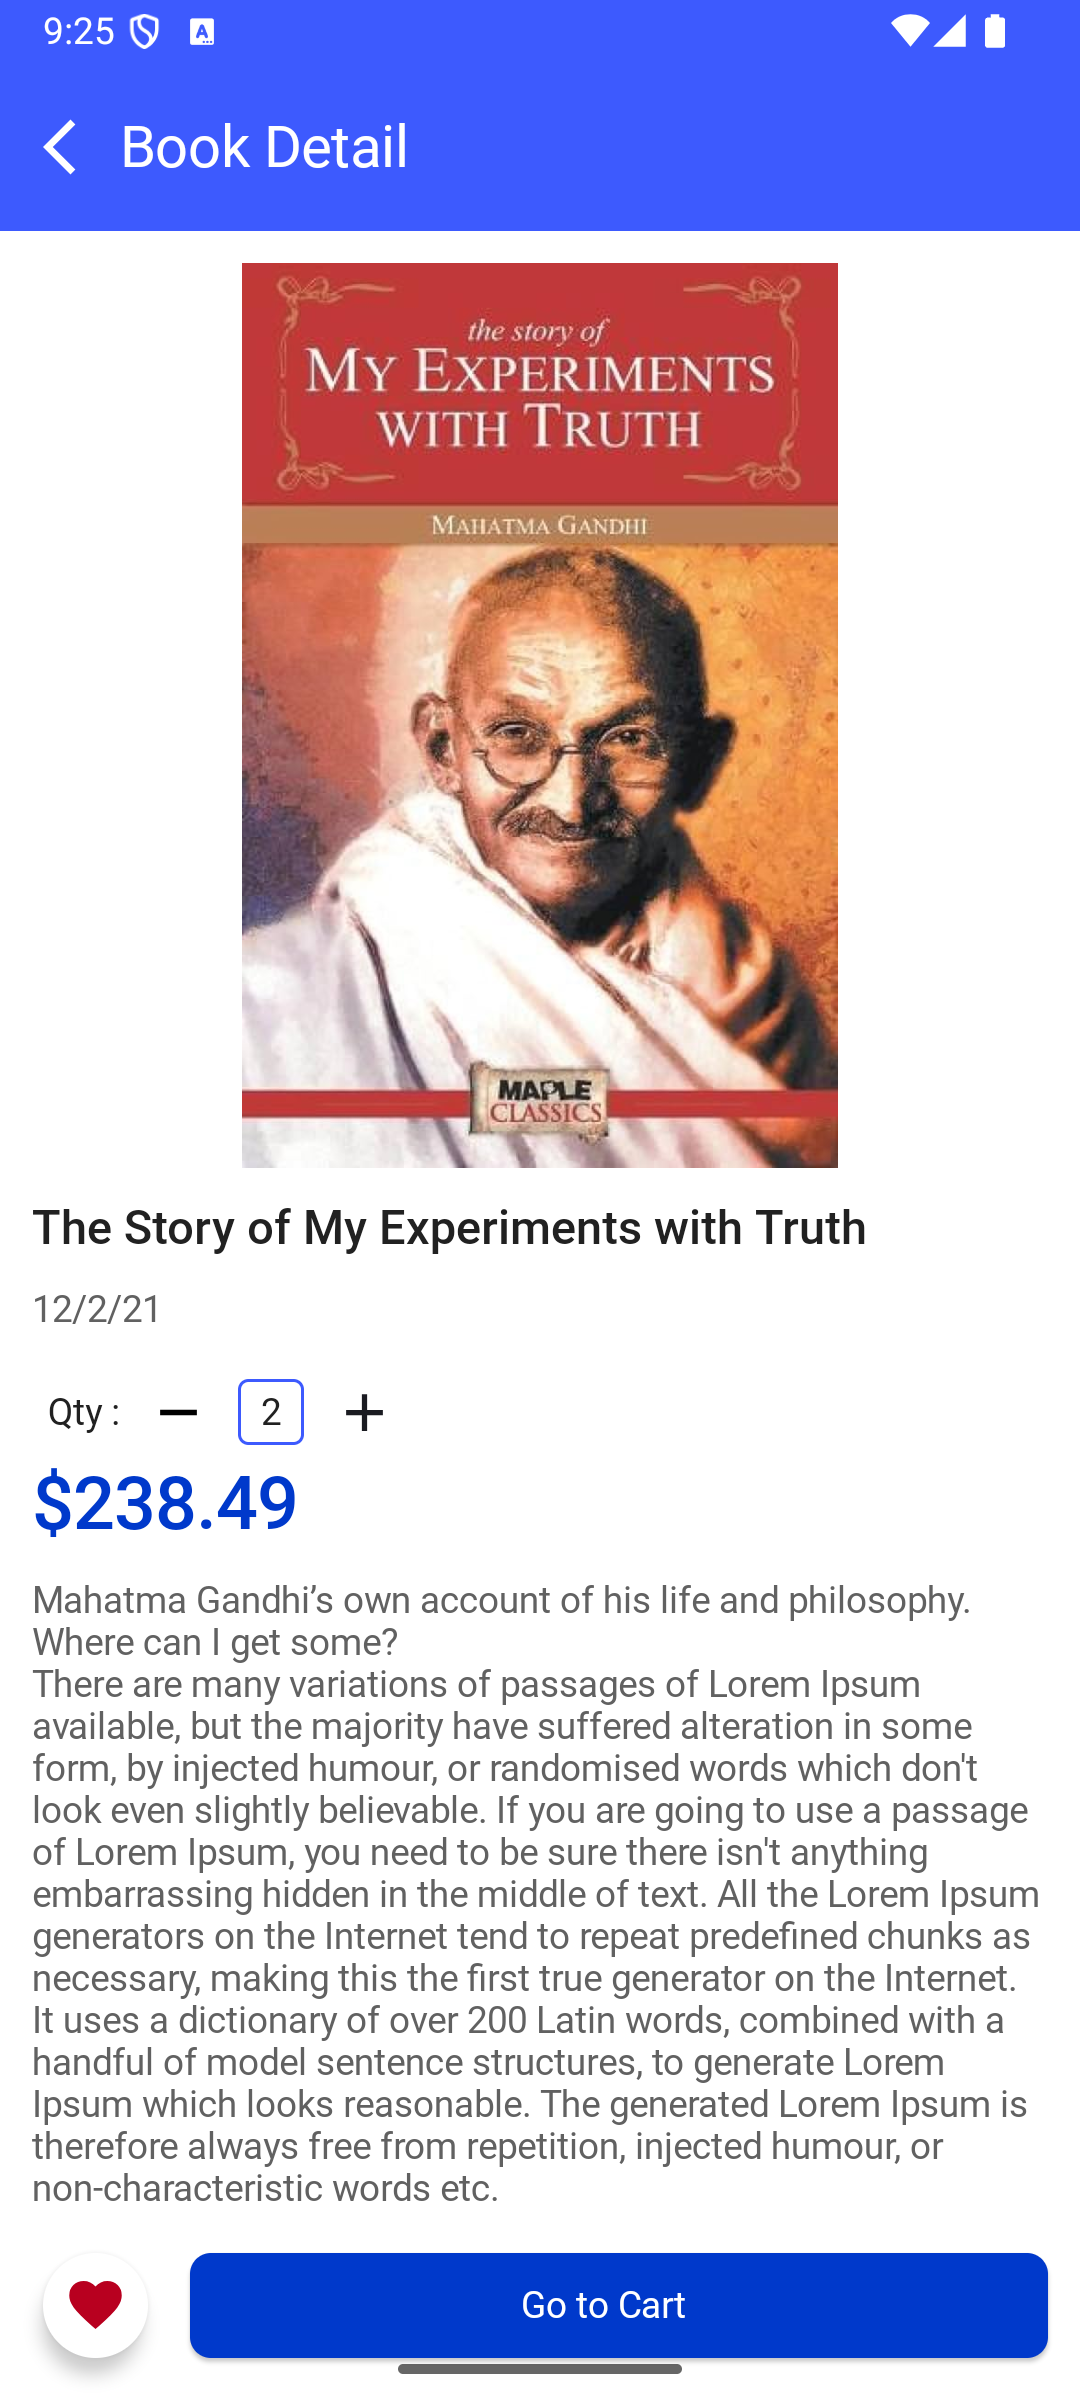 9:25
Book Detail
the story of
MY EXPERIMENTS
WITH TRUTH
MAHATMA GANDHI
MAPLE
CLASSICS
The Story of My Experiments with Truth
12/2/21
Qty : 2
$238.49
Mahatma Gandhi’s own account of his life and philosophy.
Where can I get some?
There are many variations of passages of Lorem Ipsum
available, but the majority have suffered alteration in some
form, by injected humour, or randomised words which don't
look even slightly believable. If you are going to use a passage
of Lorem Ipsum, you need to be sure there isn't anything
embarrassing hidden in the middle of text. All the Lorem Ipsum
generators on the Internet tend to repeat predefined chunks as
necessary, making this the first true generator on the Internet.
It uses a dictionary of over 200 Latin words, combined with a
handful of model sentence structures, to generate Lorem
Ipsum which looks reasonable. The generated Lorem Ipsum is
therefore always free from repetition, injected humour, or
non-characteristic words etc.
Go to Cart